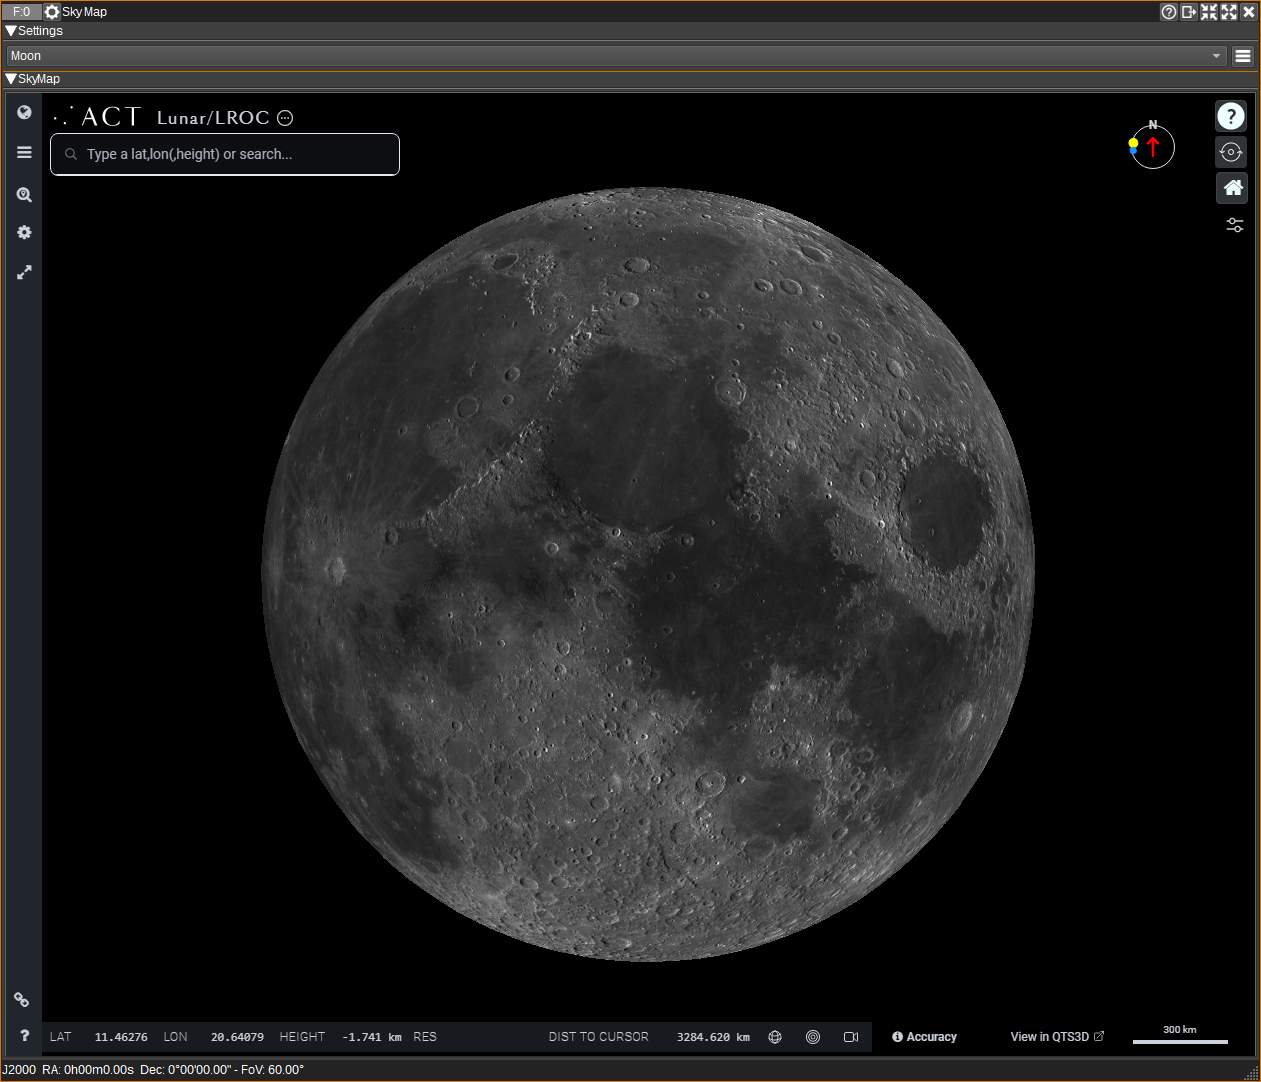 F:0 Sky Map
Settings
Moon
SkyMap
ACT Lunar/LROC
Type a lat,lon(,height) or search...
N
?
?
LAT 11.46276 LON 20.64079 HEIGHT -1.741 km RES DIST TO CURSOR 3284.620 km Accuracy View in QTS3D 300 km
J2000 RA: 0h00m0.00s Dec: 0°00'00.00" - FoV: 60.00°